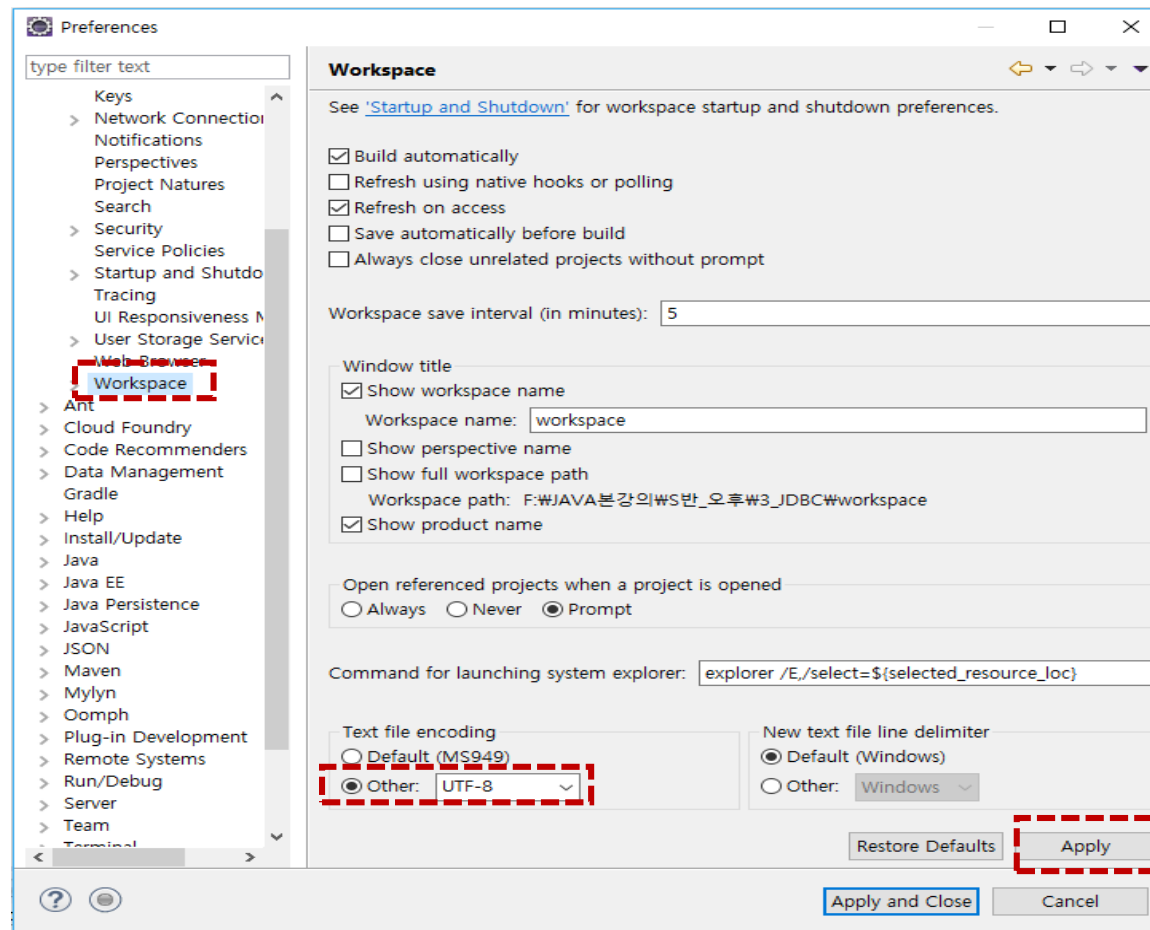 Preferences
type filter text
Keys
Network Connection
Notifications
Perspectives
Project Natures
Search
Security
Service Policies
Startup and Shutdo
Tracing
UI Responsiveness M
User Storage Service
Web Browser
Workspace
Ant
Cloud Foundry
Code Recommenders
Data Management
Gradle
Help
Install/Update
Java
Java EE
Java Persistence
JavaScript
JSON
Maven
Mylyn
Oomph
Plug-in Development
Remote Systems
Run/Debug
Server
Team
Terminal
Workspace
See 'Startup and Shutdown' for workspace startup and shutdown preferences.
Build automatically
Refresh using native hooks or polling
Refresh on access
Save automatically before build
Always close unrelated projects without prompt
Workspace save interval (in minutes): 5
Window title
Show workspace name
Workspace name: workspace
Show perspective name
Show full workspace path
Workspace path: F:₩JAVA본강의₩S반_오후₩3_JDBC₩workspace
Show product name
Open referenced projects when a project is opened
Always Never Prompt
Command for launching system explorer: explorer /E,/select=${selected_resource_loc}
Text file encoding
Default (MS949)
Other: UTF-8
New text file line delimiter
Default (Windows)
Other: Windows
Restore Defaults Apply
Apply and Close Cancel